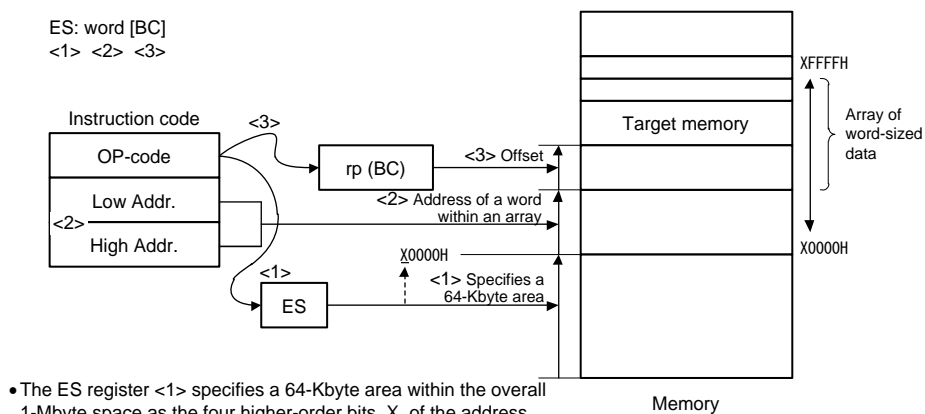 ES: word [BC]
<1> <2> <3>
Instruction code
OP-code
Low Addr.
<2>
High Addr.
<3>
rp (BC)
<3> Offset
<2> Address of a word
within an array
X0000H
<1>
ES
<1> Specifies a
64-Kbyte area
Target memory
XFFFFH
Array of
word-sized
data
X0000H
Memory
• The ES register <1> specifies a 64-Kbyte area within the overall
1-Mbyte space as the four higher-order bits, X, of the address